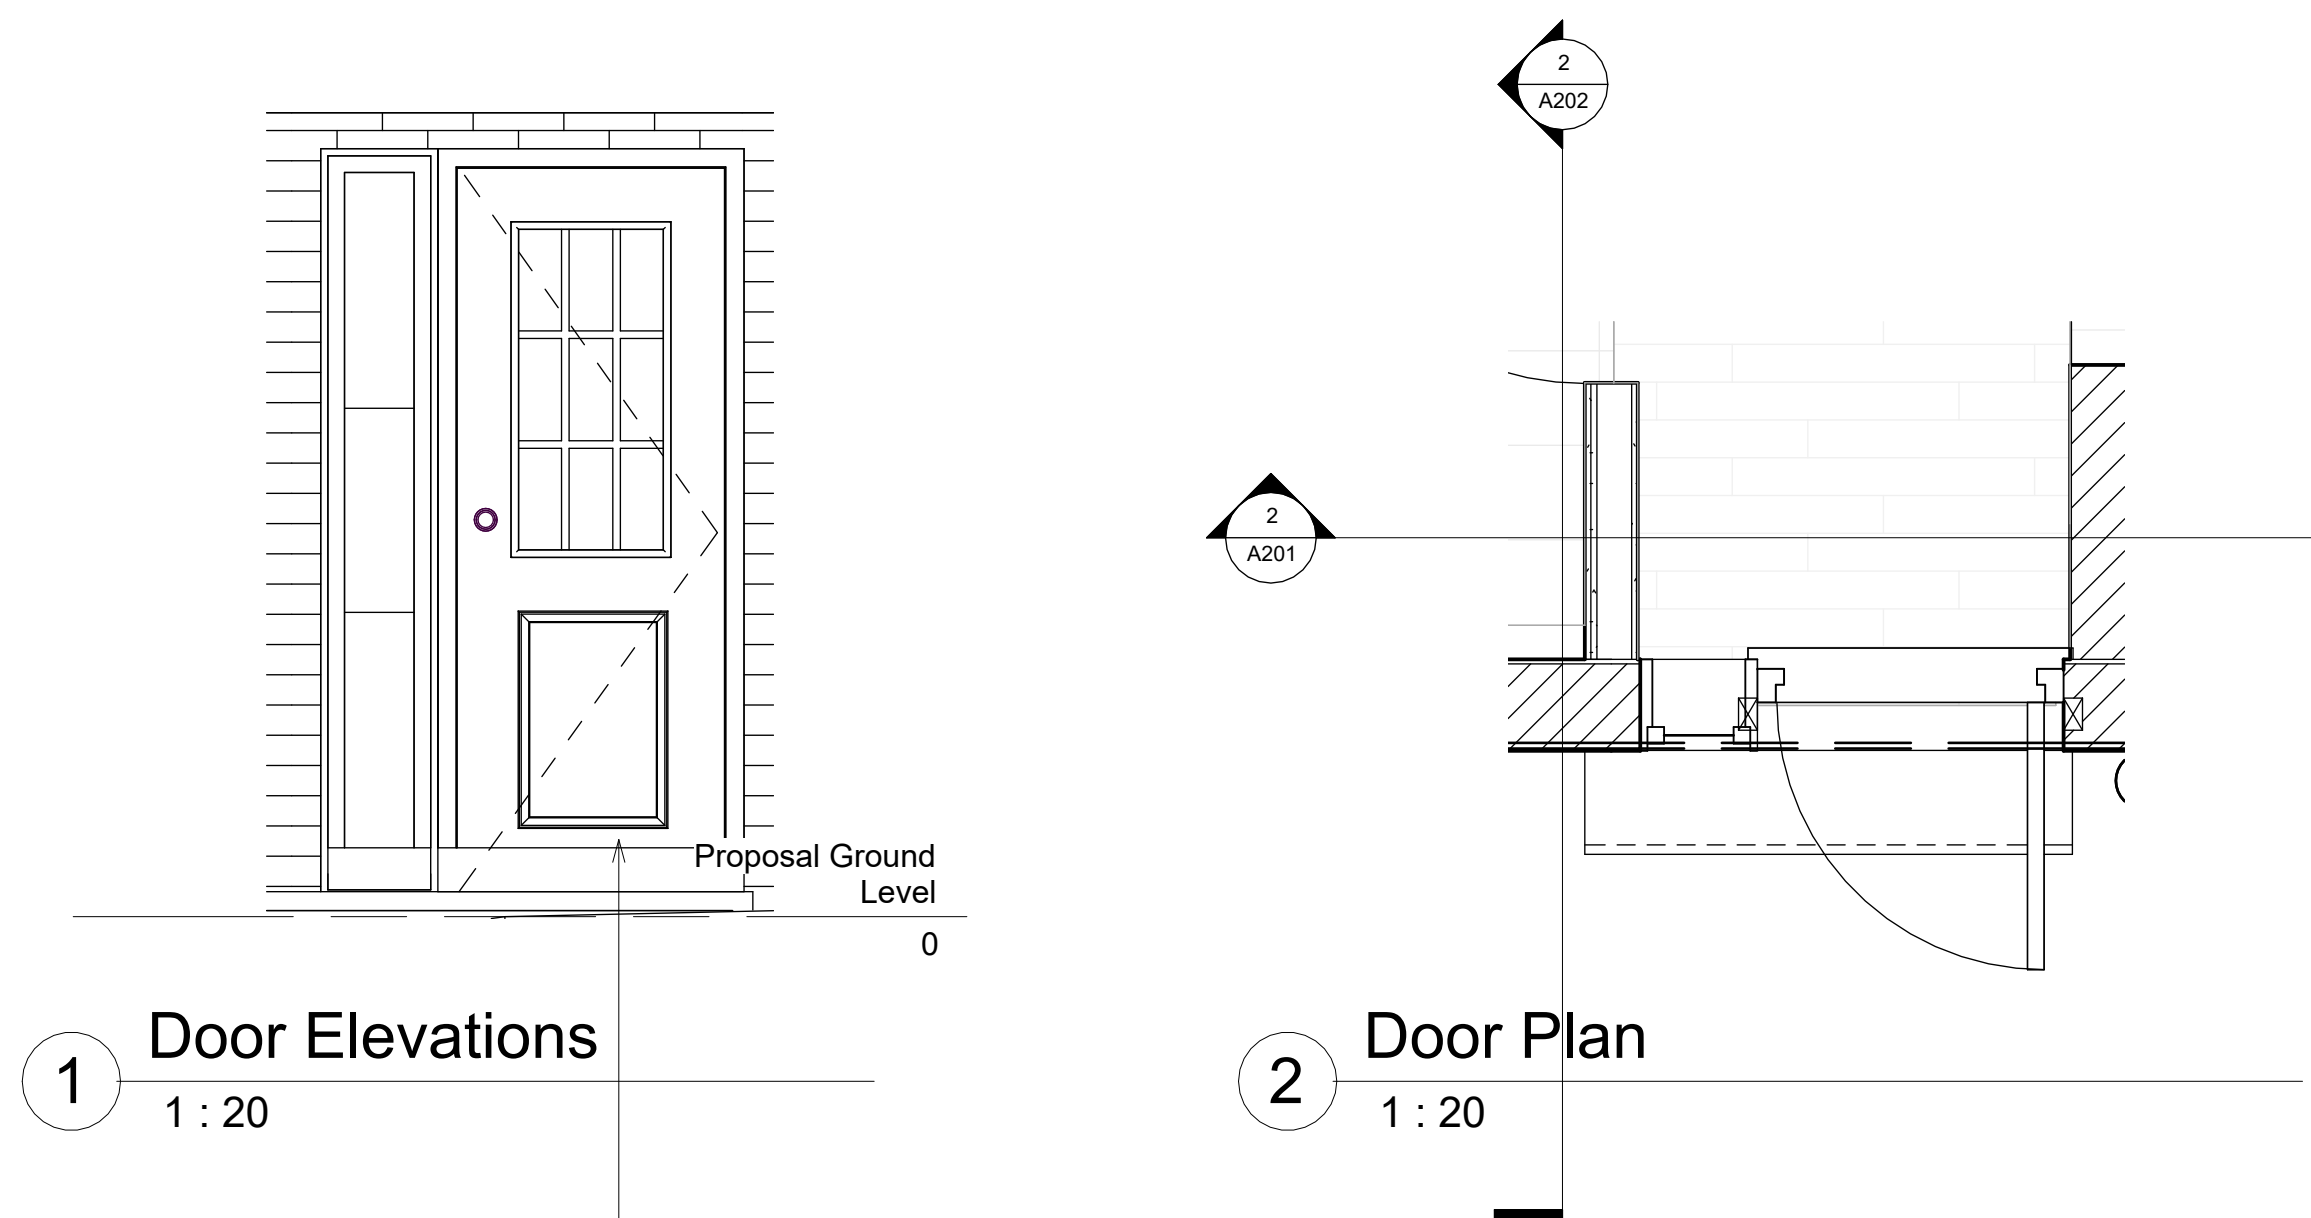 2
A202
2
A201
Proposal Ground
Level
0
1
Door Elevations
1 : 20
2
Door Plan
1 : 20